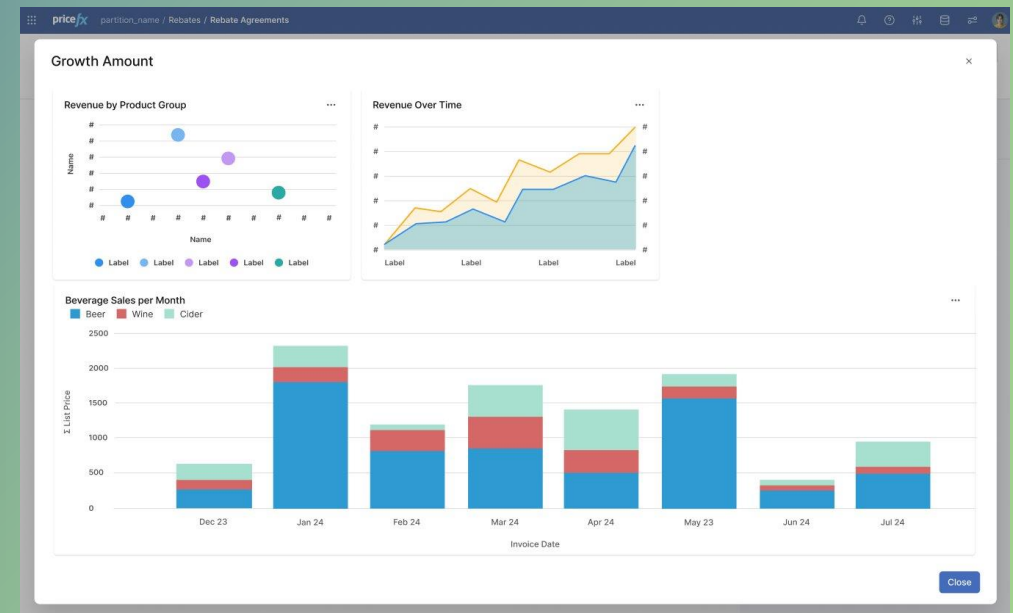 pricefx partition_name / Rebates / Rebate Agreements
Growth Amount
Revenue by Product Group
#
#
#
#
#
#
Name
# # # # # # # # # #
Name
Label Label Label Label Label
Revenue Over Time
# #
# #
# #
# #
# #
# #
Label Label Label Label
Beverage Sales per Month
Beer Wine Cider
2500
2000
1500
1000
500
0
Σ List Price
Dec 23 Jan 24 Feb 24 Mar 24 Apr 24 May 23 Jun 24 Jul 24
Invoice Date
Close